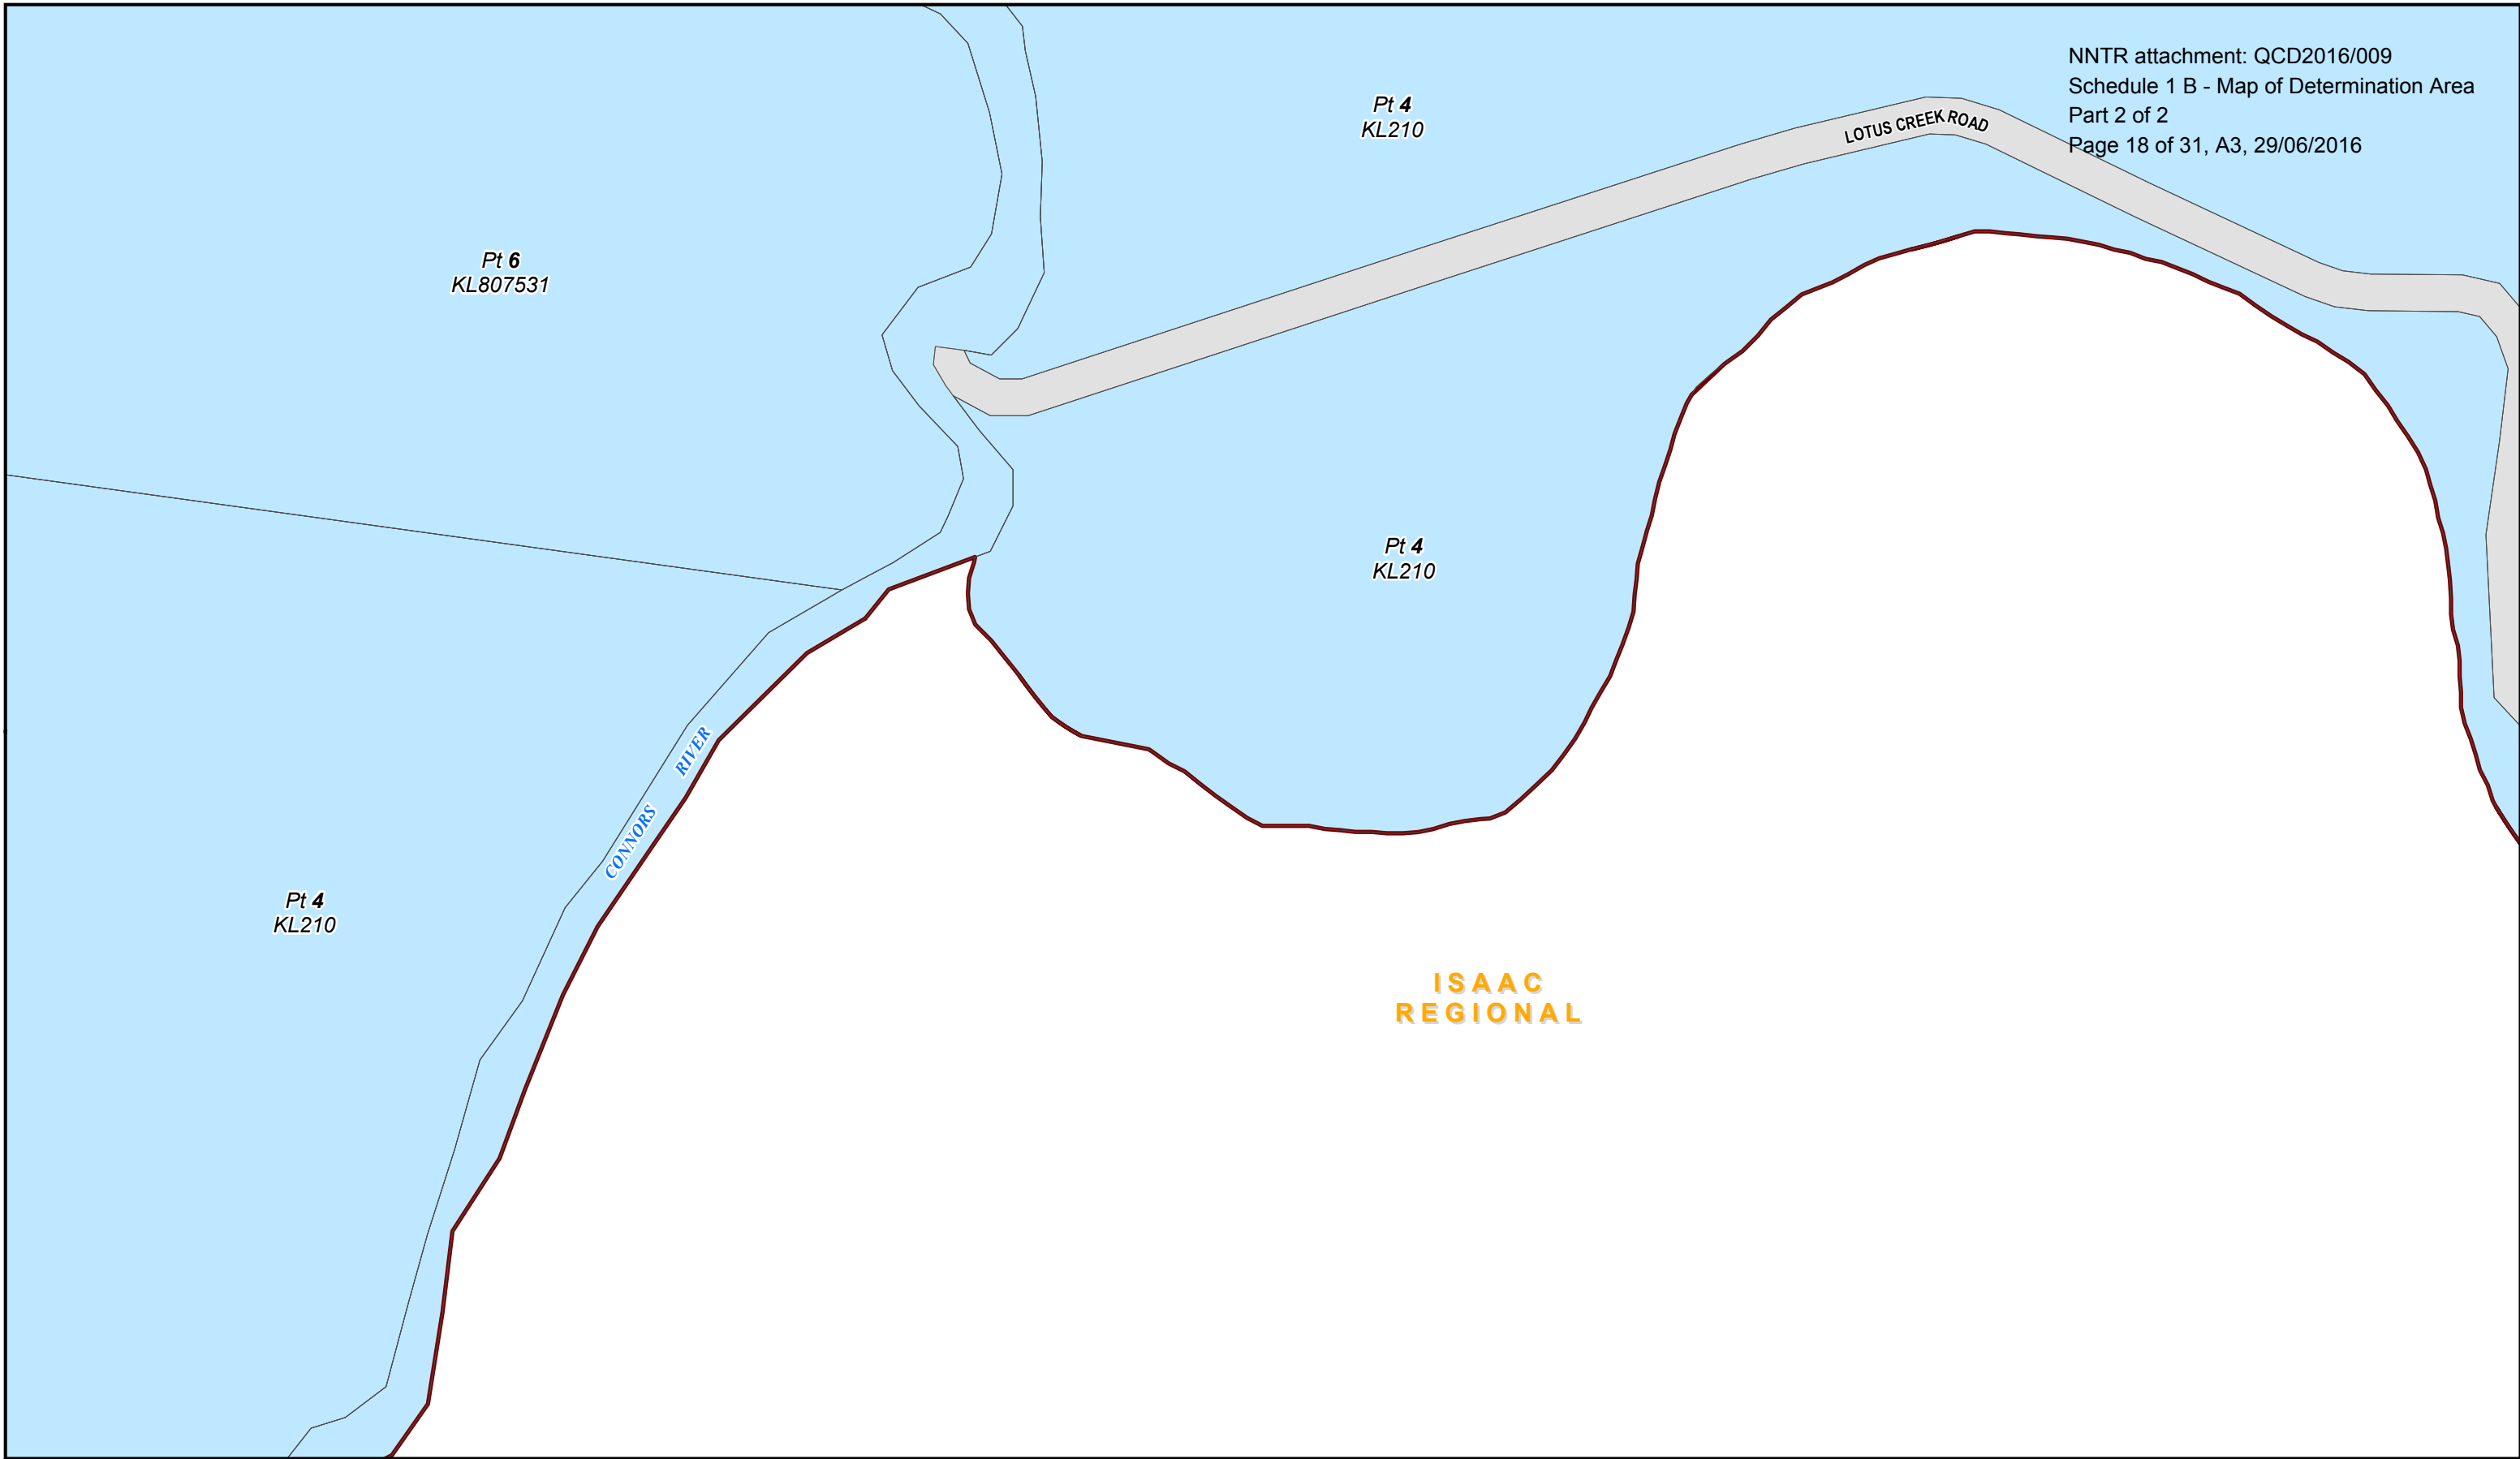 NNTR attachment: QCD2016/009
Schedule 1 B - Map of Determination Area
Part 2 of 2
Page 18 of 31, A3, 29/06/2016
Pt 4
KL210
LOTUS CREEK ROAD
Pt 6
KL807531
Pt 4
KL210
CONNORS RIVER
Pt 4
KL210
ISAAC
REGIONAL